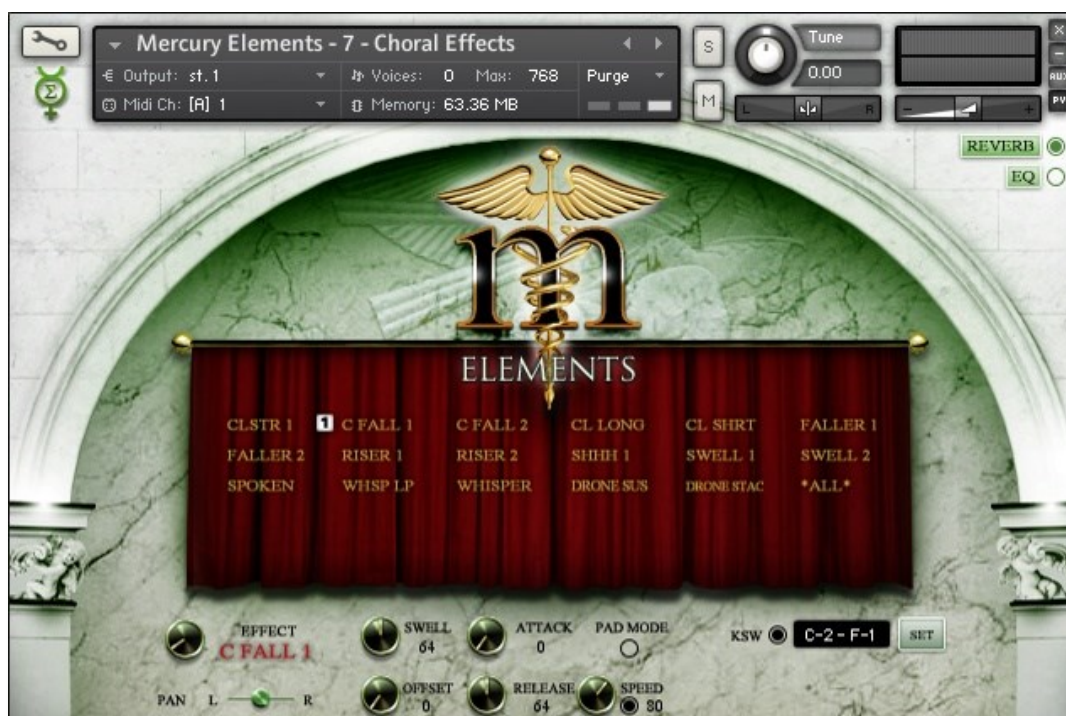 Mercury Elements - 7 - Choral Effects
S
Tune
Output: st. 1
Voices: 0 Max: 768
Purge
0.00
Midi Ch: [A] 1
Memory: 63.36 MB
M
L
R
- +
×
-
AUX
PV
Σ
REVERB
EQ
m
ELEMENTS
CLSTR 1 1 C FALL 1 C FALL 2 CL LONG CL SHRT FALLER 1
FALLER 2 RISER 1 RISER 2 SHHH 1 SWELL 1 SWELL 2
SPOKEN WHSP LP WHISPER DRONE SUS DRONE STAC *ALL*
EFFECT
C FALL 1
SWELL
64
ATTACK
0
PAD MODE
KSW C-2 - F-1 SET
PAN L R
OFFSET
0
RELEASE
64
SPEED
80